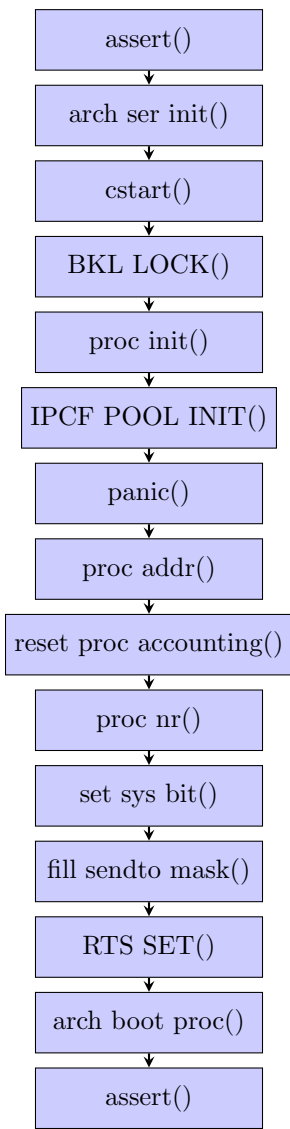 assert()
arch ser init()
cstart()
BKL LOCK()
proc init()
IPCF POOL INIT()
panic()
proc addr()
reset proc accounting()
proc nr()
set sys bit()
fill sendto mask()
RTS SET()
arch boot proc()
assert()